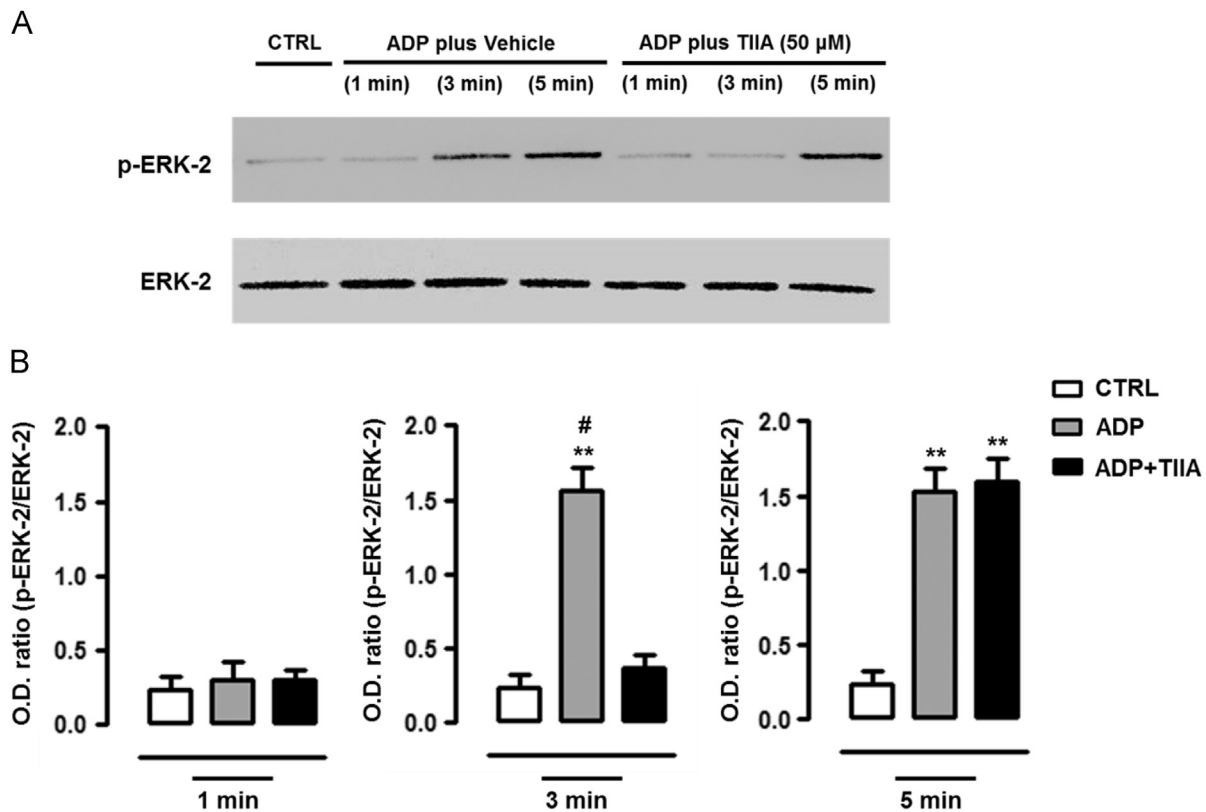 A
CTRL
ADP plus Vehicle
ADP plus TIIA (50 µM)
(1 min) (3 min) (5 min) (1 min) (3 min) (5 min)
p-ERK-2
ERK-2
B
CTRL
ADP
ADP+TIIA
O.D. ratio (p-ERK-2/ERK-2)
2.0
1.5
1.0
0.5
0.0
1 min
O.D. ratio (p-ERK-2/ERK-2)
2.0
1.5
1.0
0.5
0.0
#
**
3 min
O.D. ratio (p-ERK-2/ERK-2)
2.0
1.5
1.0
0.5
0.0
**
**
5 min